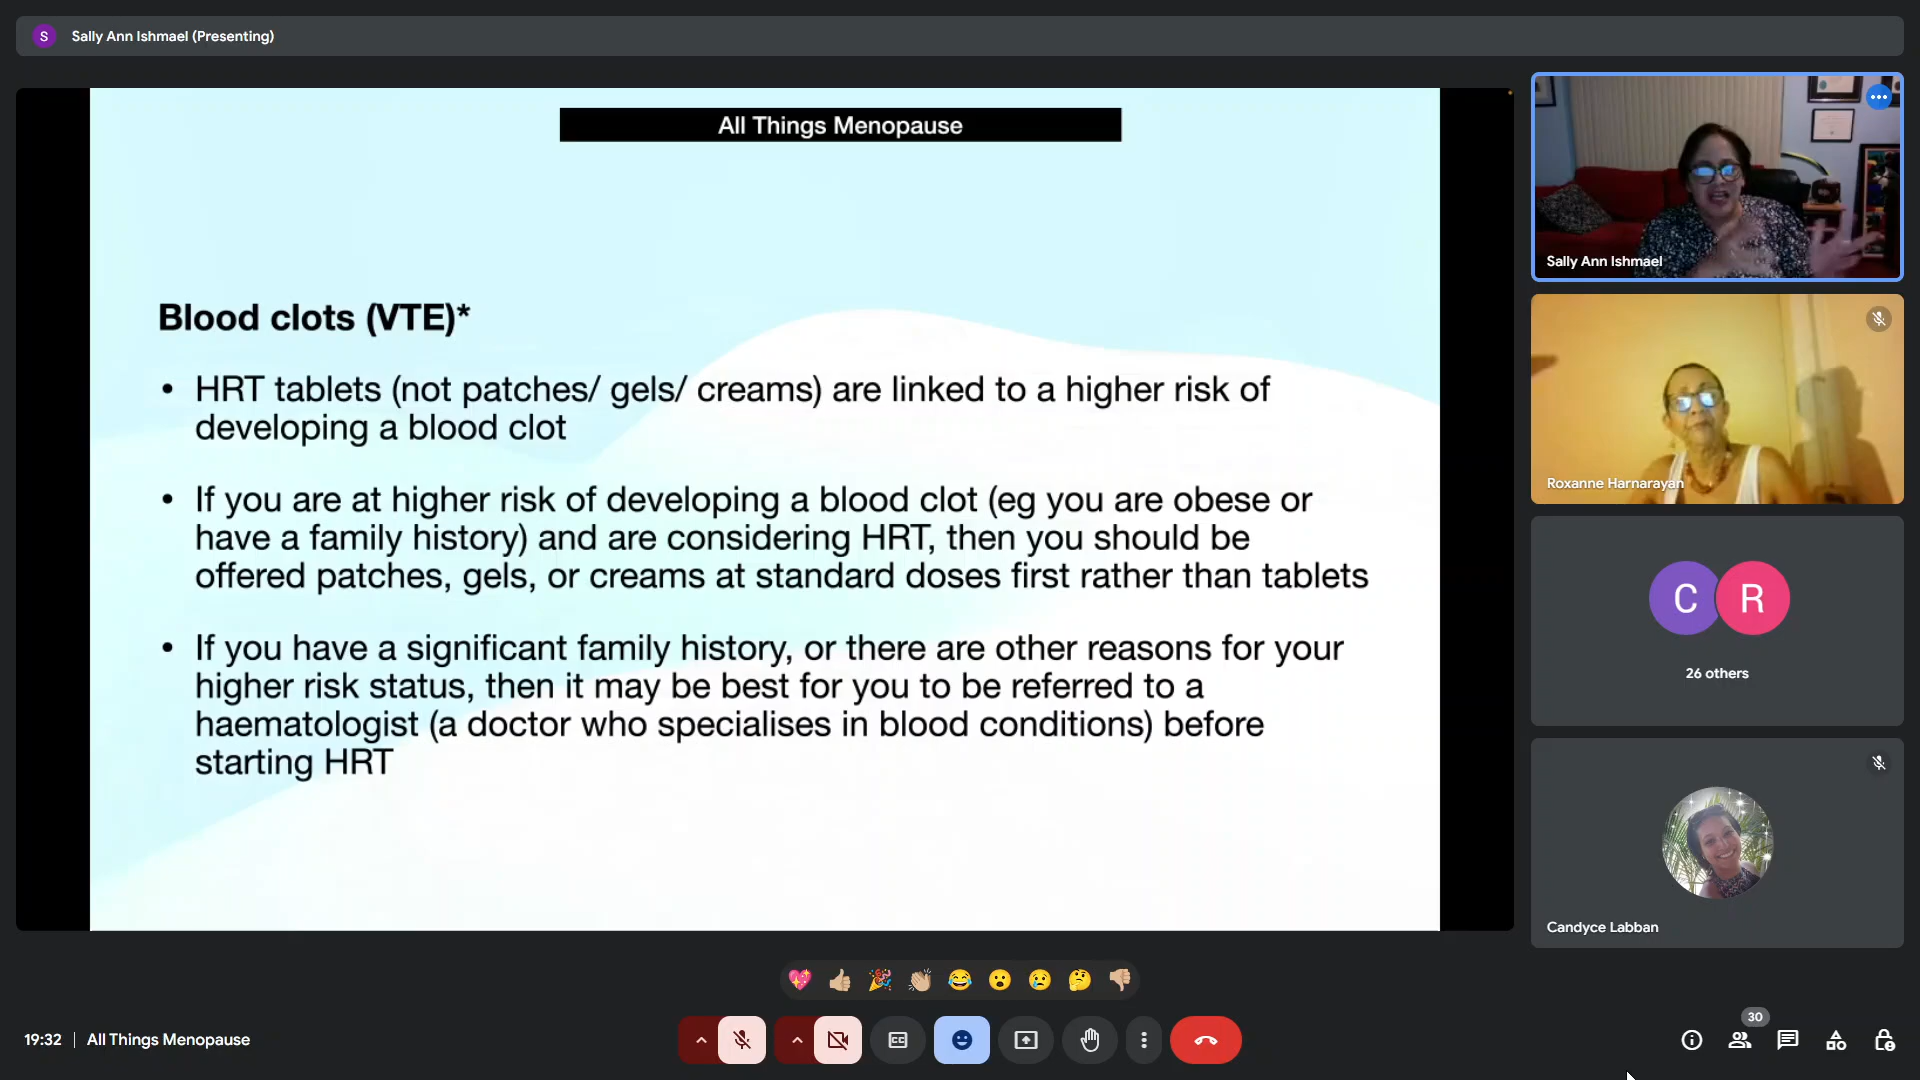 S Sally Ann Ishmael (Presenting)
All Things Menopause
Blood clots (VTE)*
• HRT tablets (not patches/ gels/ creams) are linked to a higher risk of
developing a blood clot
• If you are at higher risk of developing a blood clot (eg you are obese or
have a family history) and are considering HRT, then you should be
offered patches, gels, or creams at standard doses first rather than tablets
• If you have a significant family history, or there are other reasons for your
higher risk status, then it may be best for you to be referred to a
haematologist (a doctor who specialises in blood conditions) before
starting HRT
Sally Ann Ishmael
Roxanne Harnarayan
C R
26 others
Candyce Labban
19:32 | All Things Menopause
CC
30